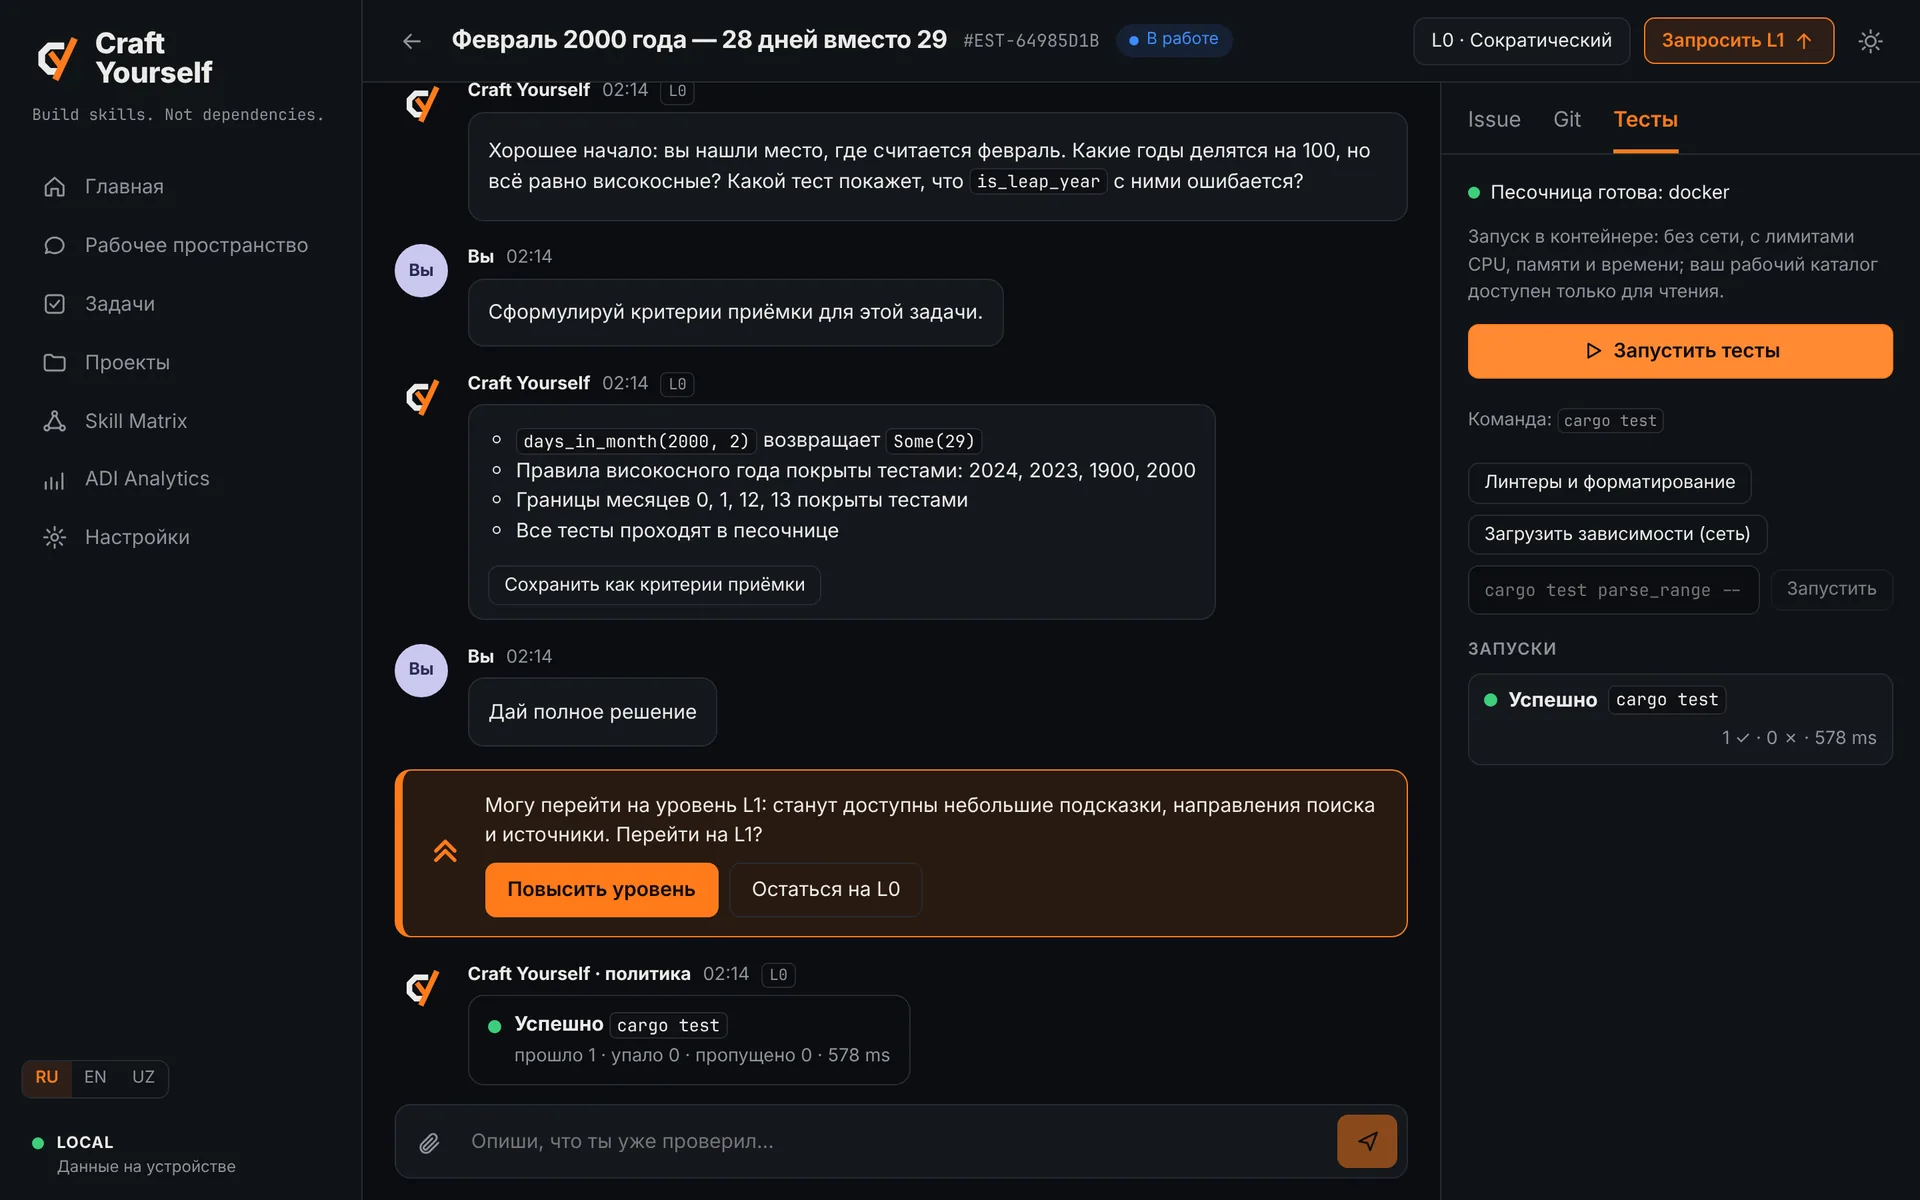 Craft
Yourself
Build skills. Not dependencies.
Главная
Рабочее пространство
Задачи
Проекты
Skill Matrix
ADI Analytics
Настройки
RU EN UZ
LOCAL
Данные на устройстве
Февраль 2000 года — 28 дней вместо 29 #EST-64985D1B В работе
L0 · Сократический
Запросить L1 ↑
Craft Yourself 02:14 L0
Хорошее начало: вы нашли место, где считается февраль. Какие годы делятся на 100, но
всё равно високосные? Какой тест покажет, что is_leap_year с ними ошибается?
Вы
Вы 02:14
Сформулируй критерии приёмки для этой задачи.
Craft Yourself 02:14 L0
days_in_month(2000, 2) возвращает Some(29)
Правила високосного года покрыты тестами: 2024, 2023, 1900, 2000
Границы месяцев 0, 1, 12, 13 покрыты тестами
Все тесты проходят в песочнице
Сохранить как критерии приёмки
Вы
Вы 02:14
Дай полное решение
Могу перейти на уровень L1: станут доступны небольшие подсказки, направления поиска
и источники. Перейти на L1?
Повысить уровень
Остаться на L0
Craft Yourself · политика 02:14 L0
Успешно cargo test
прошло 1 · упало 0 · пропущено 0 · 578 ms
Опиши, что ты уже проверил...
Issue Git Тесты
Песочница готова: docker
Запуск в контейнере: без сети, с лимитами
CPU, памяти и времени; ваш рабочий каталог
доступен только для чтения.
Запустить тесты
Команда: cargo test
Линтеры и форматирование
Загрузить зависимости (сеть)
cargo test parse_range --
Запустить
ЗАПУСКИ
Успешно cargo test
1 ✓ · 0 × · 578 ms